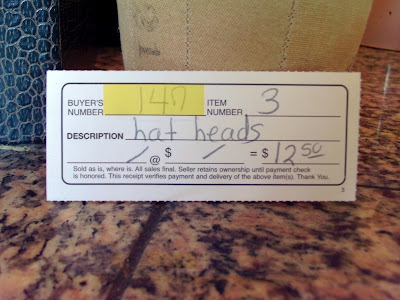 BUYER'S NUMBER 147 ITEM NUMBER 3
DESCRIPTION hat heads
/ @ $ / = $ 12 50
Sold as is, where is. All sales final. Seller retains ownership until payment check
is honored. This receipt verifies payment and delivery of the above item(s). Thank You.
3